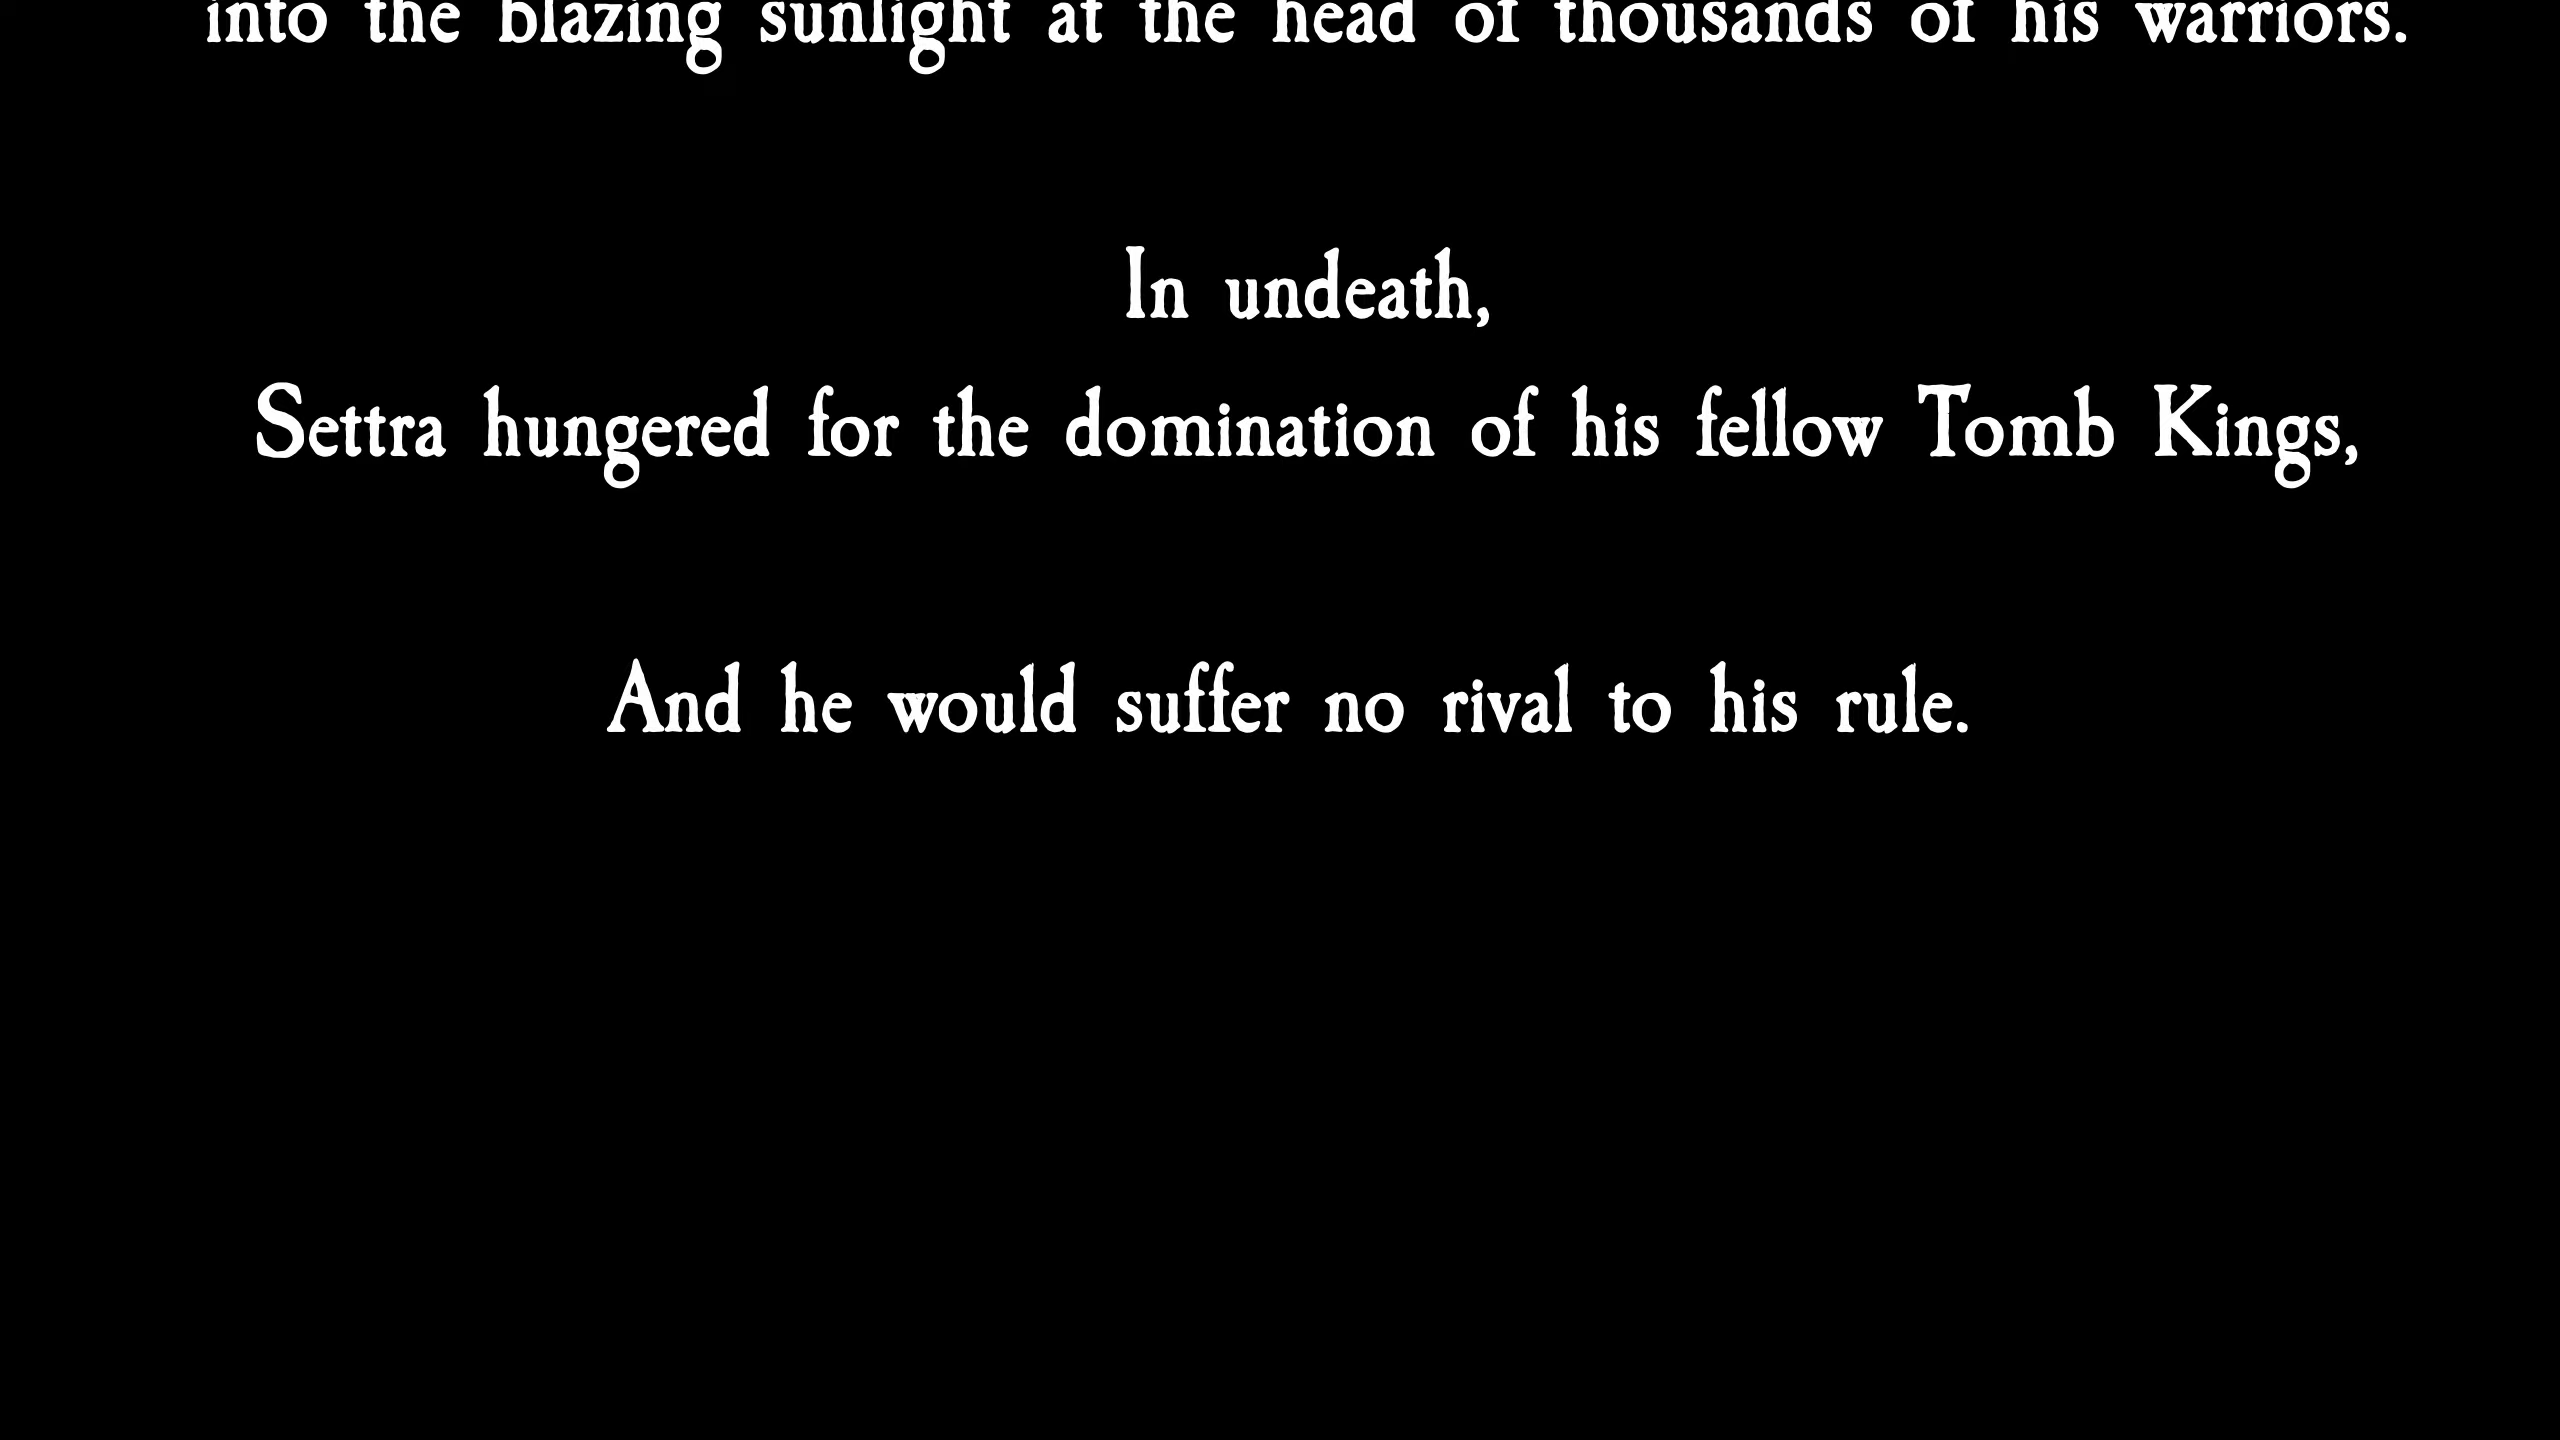 into the blazing sunlight at the head of thousands of his warriors.
In undeath,
Settra hungered for the domination of his fellow Tomb Kings,
And he would suffer no rival to his rule.